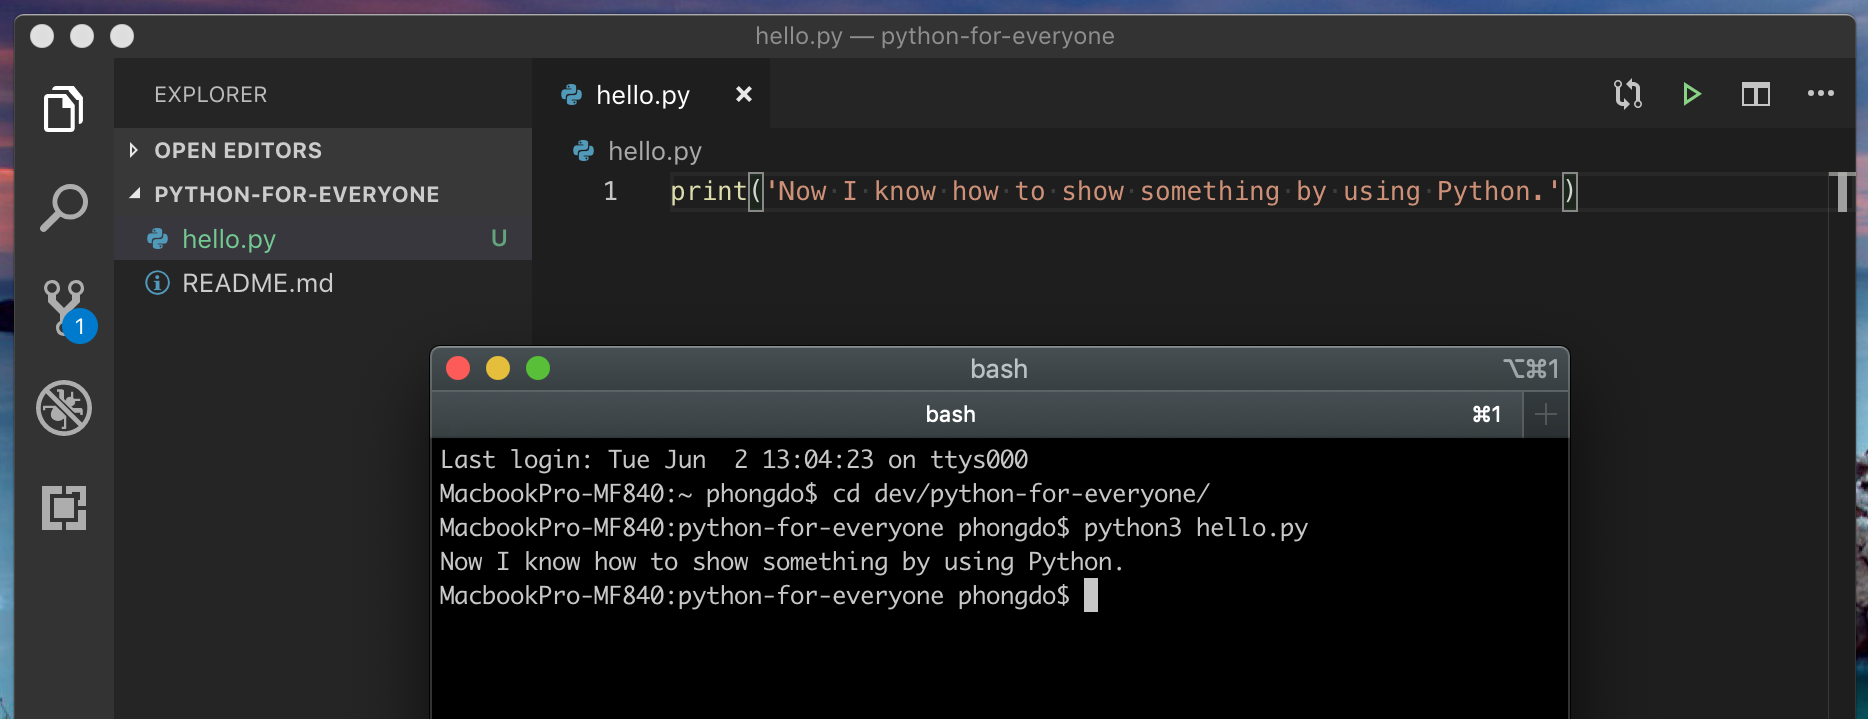 hello.py — python-for-everyone
EXPLORER
OPEN EDITORS
PYTHON-FOR-EVERYONE
hello.py U
README.md
1
hello.py
hello.py
1 print('Now I know how to show something by using Python.')
bash ⌥⌘1
bash ⌘1
Last login: Tue Jun  2 13:04:23 on ttys000
MacbookPro-MF840:~ phongdo$ cd dev/python-for-everyone/
MacbookPro-MF840:python-for-everyone phongdo$ python3 hello.py
Now I know how to show something by using Python.
MacbookPro-MF840:python-for-everyone phongdo$